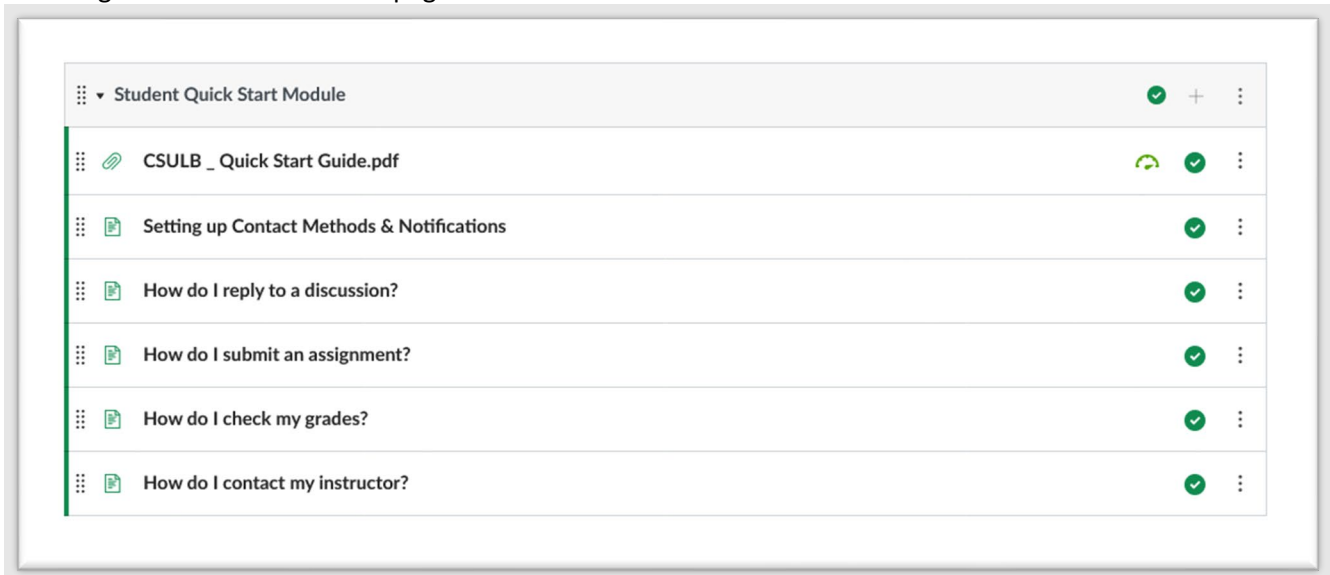 Student Quick Start Module
CSULB _ Quick Start Guide.pdf
Setting up Contact Methods & Notifications
How do I reply to a discussion?
How do I submit an assignment?
How do I check my grades?
How do I contact my instructor?